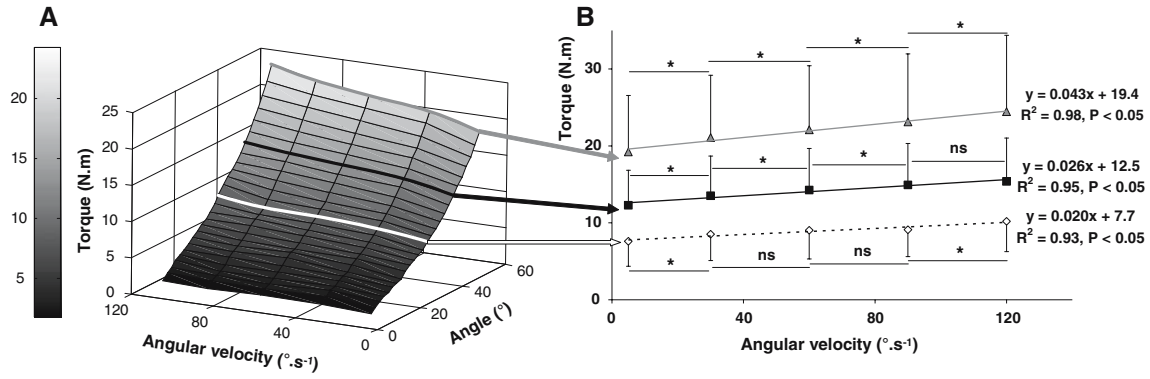 A
B
20
15
10
5
Torque (N.m)
25
20
15
10
5
0
120
80
40
0
Angular velocity (°.s-1)
0
20
40
60
Angle (°)
Torque (N.m)
30
20
10
0
0
40
80
120
Angular velocity (°.s-1)
*
*
*
*
y = 0.043x + 19.4
R2 = 0.98, P < 0.05
*
*
*
ns
y = 0.026x + 12.5
R2 = 0.95, P < 0.05
y = 0.020x + 7.7
R2 = 0.93, P < 0.05
*
ns
ns
*